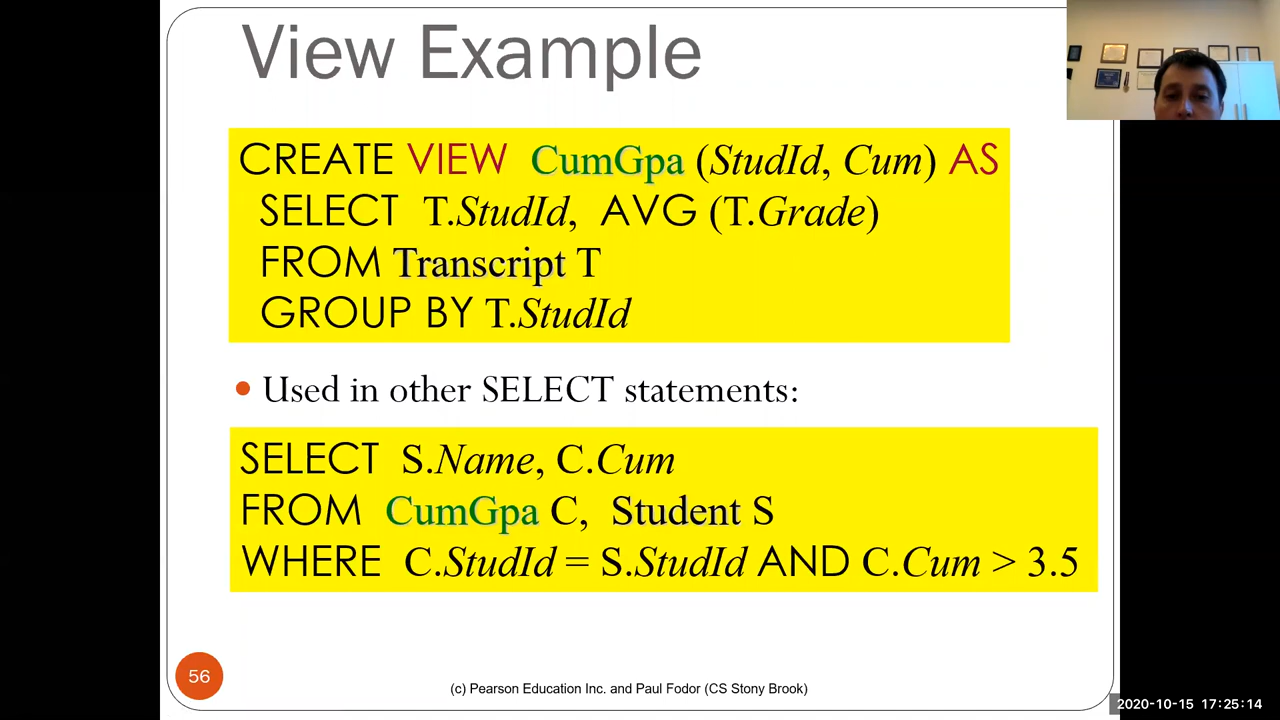 View Example
CREATE VIEW CumGpa (StudId, Cum) AS
SELECT T.StudId, AVG (T.Grade)
FROM Transcript T
GROUP BY T.StudId
• Used in other SELECT statements:
SELECT S.Name, C.Cum
FROM CumGpa C, Student S
WHERE C.StudId = S.StudId AND C.Cum > 3.5
56
(c) Pearson Education Inc. and Paul Fodor (CS Stony Brook)
2020-10-15 17:25:14